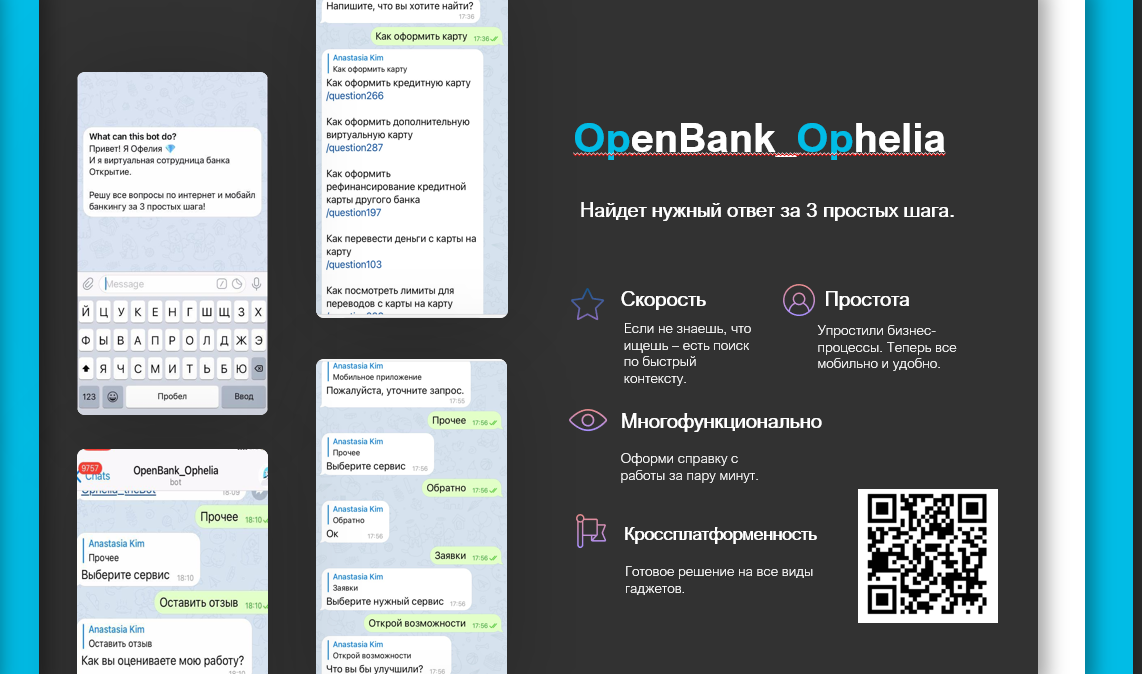 What can this bot do?
Привет! Я Офелия
И я виртуальная сотрудница банка
Открытие.
Решу все вопросы по интернет и мобайл
банкингу за 3 простых шага!
Message
Й Ц У К Е Н Г Ш Щ З Х
Ф Ы В А П Р О Л Д Ж Э
Я Ч С М И Т Ь Б Ю
123 Пробел Ввод
9757
Chats
OpenBank_Ophelia
bot
18:09
Прочее 18:10
Anastasia Kim
Прочее
Выберите сервис 18:10
Оставить отзыв 18:10
Anastasia Kim
Оставить отзыв
Как вы оцениваете мою работу?
18:10
Напишите, что вы хотите найти?
17:36
Как оформить карту 17:36
Anastasia Kim
Как оформить карту
Как оформить кредитную карту
/question266
Как оформить дополнительную
виртуальную карту
/question287
Как оформить
рефинансирование кредитной
карты другого банка
/question197
Как перевести деньги с карты на
карту
/question103
Как посмотреть лимиты для
переводов с карты на карту
Anastasia Kim
Мобильное приложение
Пожалуйста, уточните запрос.
17:55
Прочее 17:56
Anastasia Kim
Прочее
Выберите сервис 17:56
Обратно 17:56
Anastasia Kim
Обратно
Ок 17:56
Заявки 17:56
Anastasia Kim
Заявки
Выберите нужный сервис 17:56
Открой возможности 17:56
Anastasia Kim
Открой возможности
Что вы бы улучшили? 17:56
OpenBank_Ophelia
Найдет нужный ответ за 3 простых шага.
Скорость
Если не знаешь, что
ищешь – есть поиск
по быстрый
контексту.
Простота
Упростили бизнес-
процессы. Теперь все
мобильно и удобно.
Многофункционально
Оформи справку с
работы за пару минут.
Кроссплатформенность
Готовое решение на все виды
гаджетов.